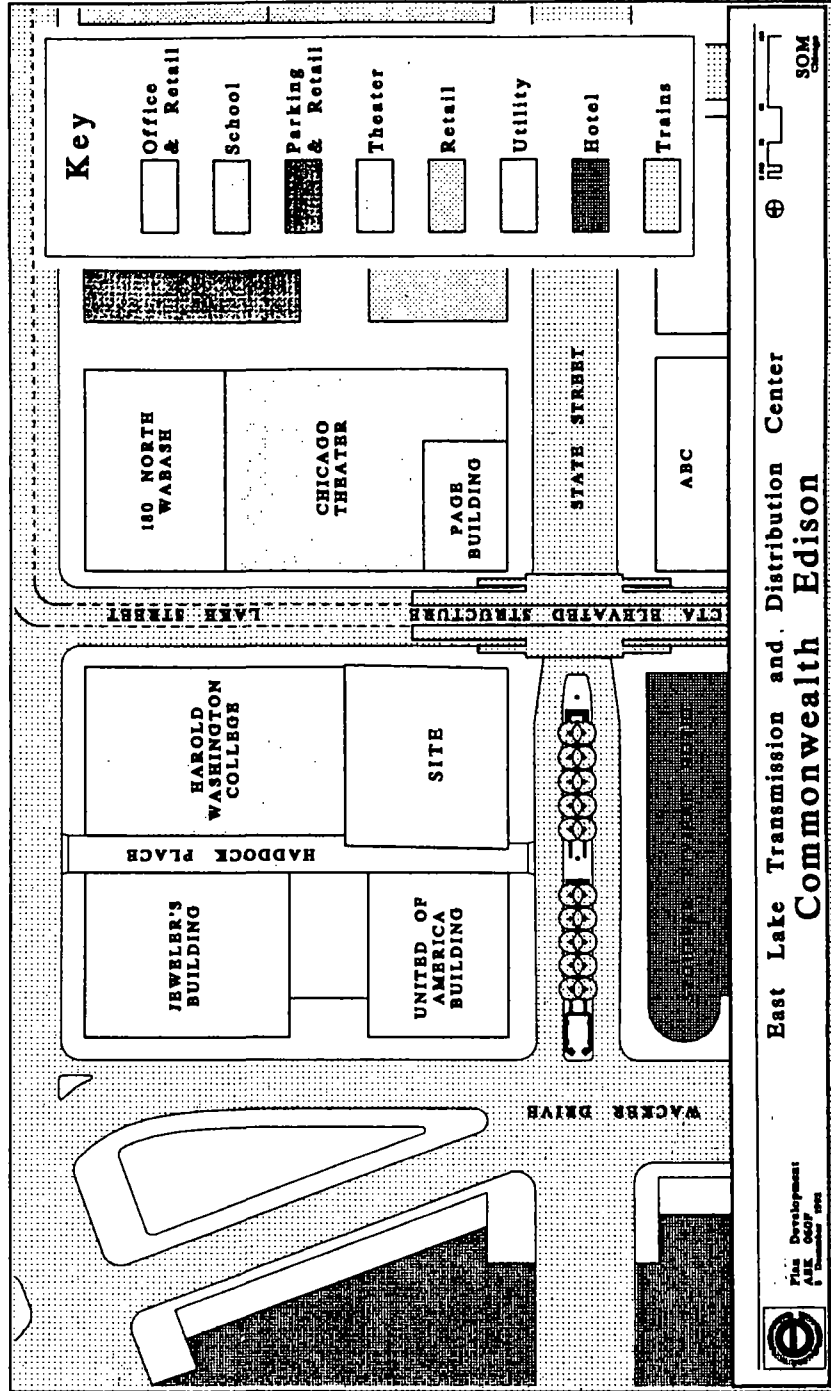 Key
Office
& Retail
School
Parking
& Retail
Theater
Retail
Utility
Hotel
Trains
180 NORTH
WABASH
CHICAGO
THEATER
PAGE
BUILDING
STATE STREET
ABC
LAKE STREET
CTA ELEVATED STRUCTURE
HAROLD
WASHINGTON
COLLEGE
SITE
HADDOCK PLACE
JEWELER'S
BUILDING
UNITED OF
AMERICA
BUILDING
WACKER DRIVE
East Lake Transmission and Distribution Center
Commonwealth Edison
Plan Development
SOM
Chicago